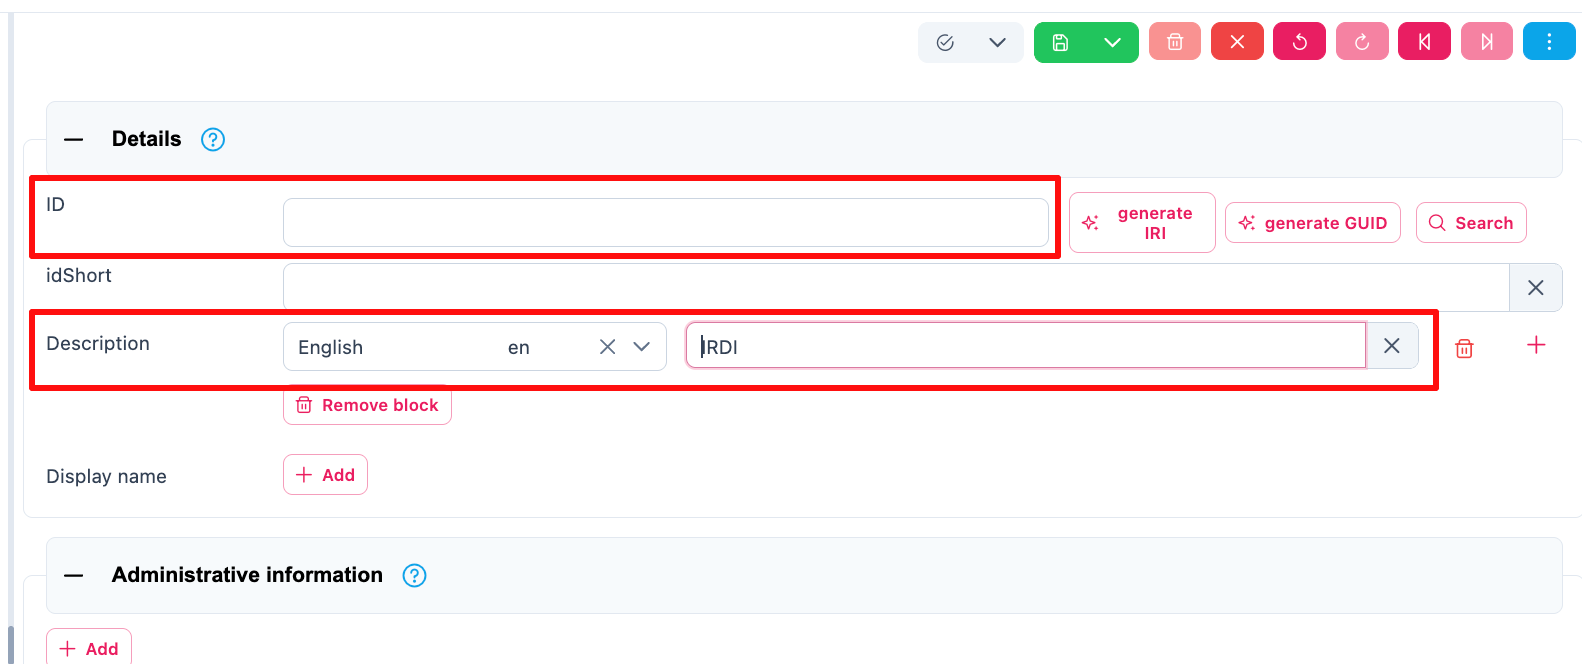 Details ?
ID
generate IRI
generate GUID
Search
idShort
Description
English en
IRDI
Remove block
Display name
Add
Administrative information ?
Add